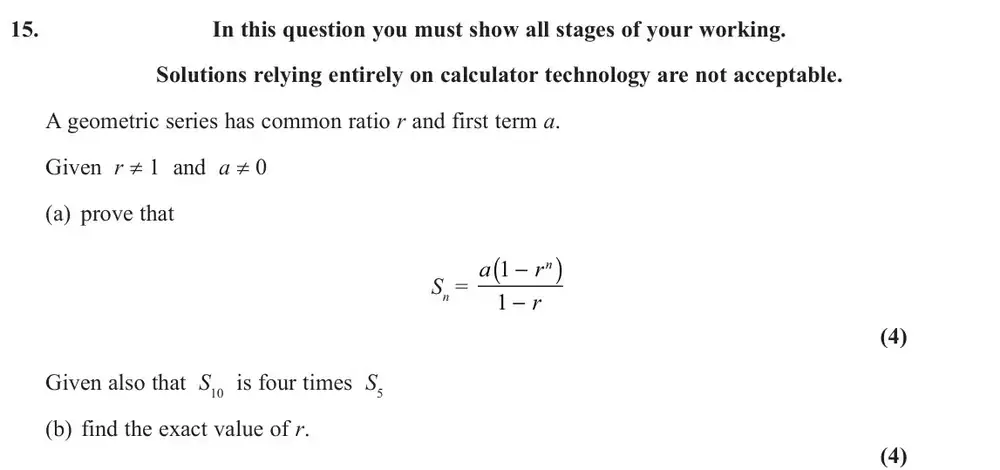 15. In this question you must show all stages of your working.
Solutions relying entirely on calculator technology are not acceptable.
A geometric series has common ratio r and first term a.
Given r ≠ 1 and a ≠ 0
(a) prove that
Sₙ = a(1 − rⁿ) / 1 − r
(4)
Given also that S₁₀ is four times S₅
(b) find the exact value of r.
(4)